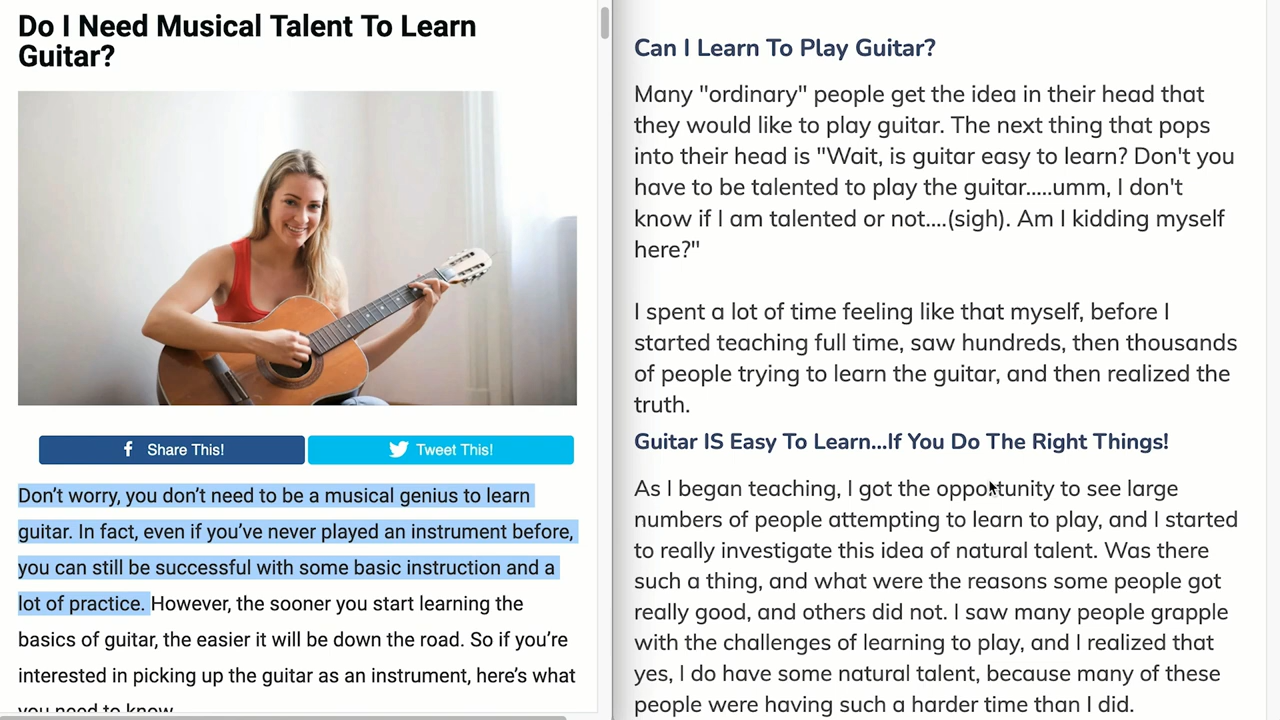 Do I Need Musical Talent To Learn
Guitar?
Share This!
Tweet This!
Don’t worry, you don’t need to be a musical genius to learn
guitar. In fact, even if you’ve never played an instrument before,
you can still be successful with some basic instruction and a
lot of practice. However, the sooner you start learning the
basics of guitar, the easier it will be down the road. So if you’re
interested in picking up the guitar as an instrument, here’s what
you need to know.
Can I Learn To Play Guitar?
Many "ordinary" people get the idea in their head that
they would like to play guitar. The next thing that pops
into their head is "Wait, is guitar easy to learn? Don't you
have to be talented to play the guitar.....umm, I don't
know if I am talented or not....(sigh). Am I kidding myself
here?"
I spent a lot of time feeling like that myself, before I
started teaching full time, saw hundreds, then thousands
of people trying to learn the guitar, and then realized the
truth.
Guitar IS Easy To Learn...If You Do The Right Things!
As I began teaching, I got the opportunity to see large
numbers of people attempting to learn to play, and I started
to really investigate this idea of natural talent. Was there
such a thing, and what were the reasons some people got
really good, and others did not. I saw many people grapple
with the challenges of learning to play, and I realized that
yes, I do have some natural talent, because many of these
people were having such a harder time than I did.